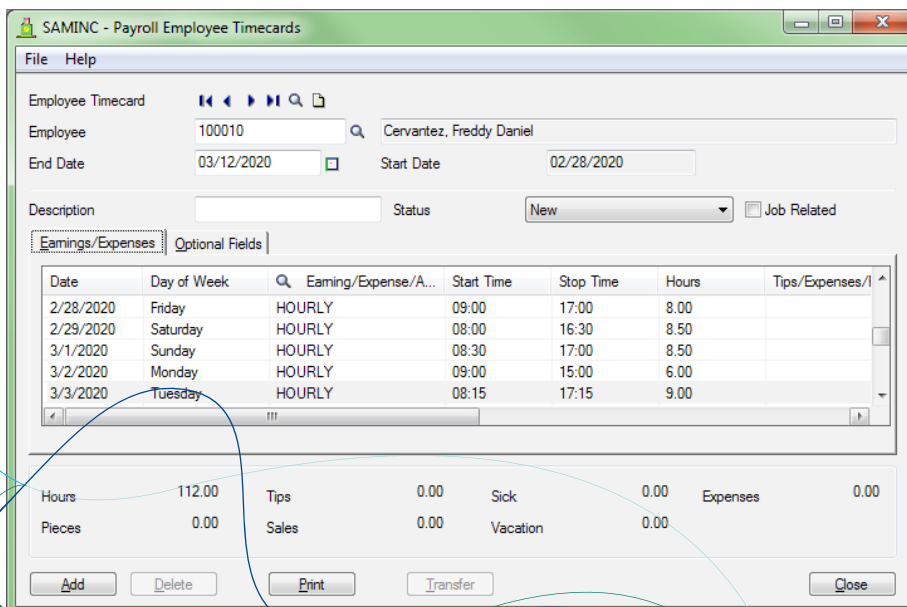 SAMINC - Payroll Employee Timecards
File Help
Employee Timecard
Employee 100010 Cervantez, Freddy Daniel
End Date 03/12/2020 Start Date 02/28/2020
Description Status New Job Related
Earnings/Expenses Optional Fields
Date Day of Week Earning/Expense/A... Start Time Stop Time Hours Tips/Expenses/
2/28/2020 Friday HOURLY 09:00 17:00 8.00
2/29/2020 Saturday HOURLY 08:00 16:30 8.50
3/1/2020 Sunday HOURLY 08:30 17:00 8.50
3/2/2020 Monday HOURLY 09:00 15:00 6.00
3/3/2020 Tuesday HOURLY 08:15 17:15 9.00
Hours 112.00 Tips 0.00 Sick 0.00 Expenses 0.00
Pieces 0.00 Sales 0.00 Vacation 0.00
Add Delete Print Transfer Close